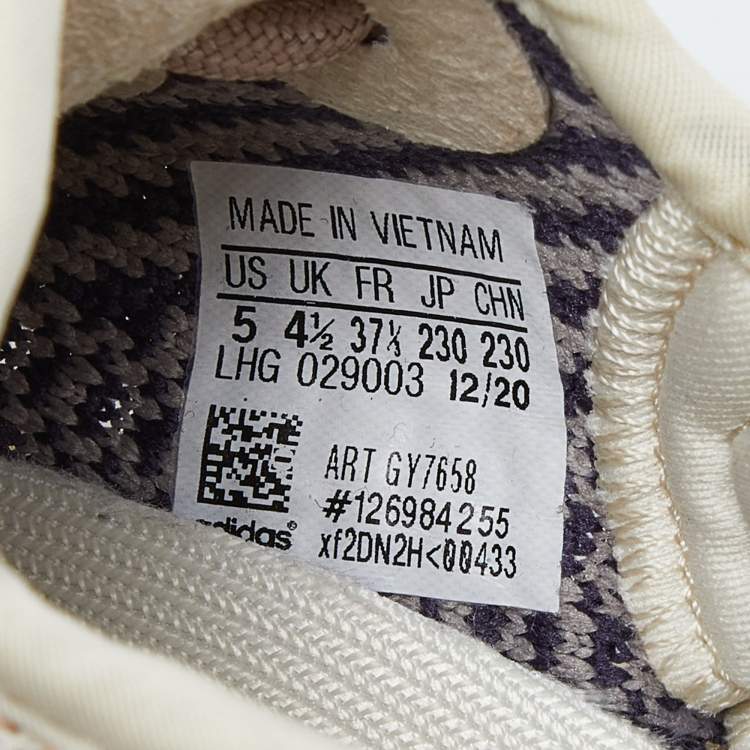 MADE IN VIETNAM
US UK FR JP CHN
5 4½ 37⅓ 230 230
LHG 029003 12/20
ART GY7658
#126984255
adidas®
xf2DN2H<00433